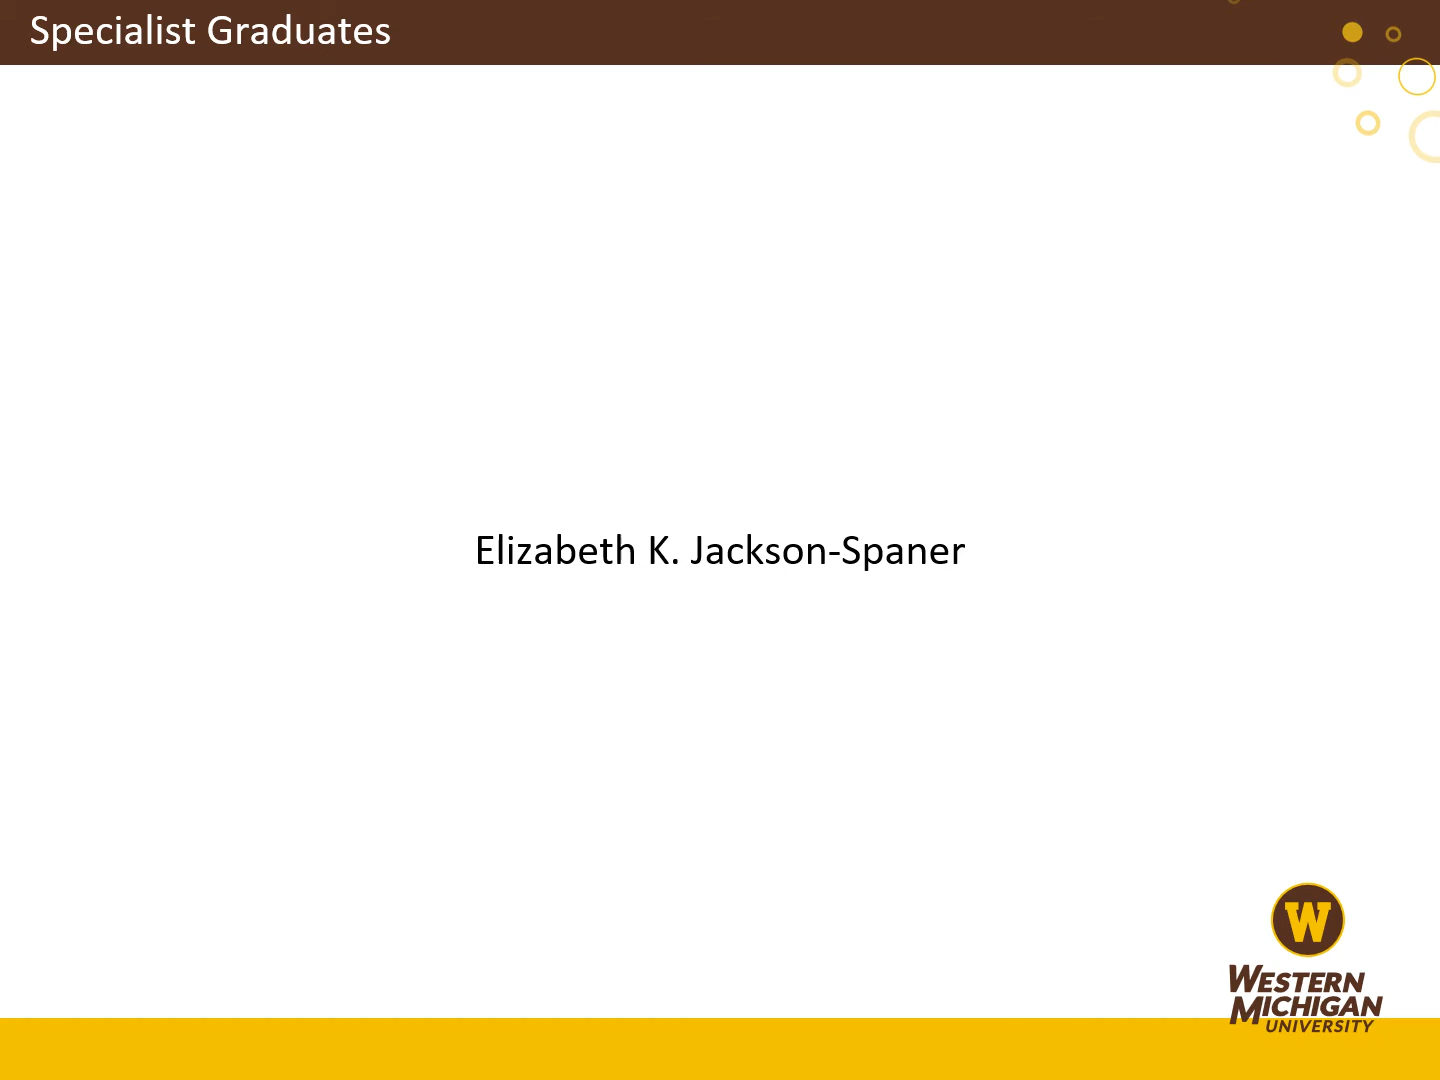 Specialist Graduates
Elizabeth K. Jackson-Spaner
W
WESTERN
MICHIGAN
UNIVERSITY